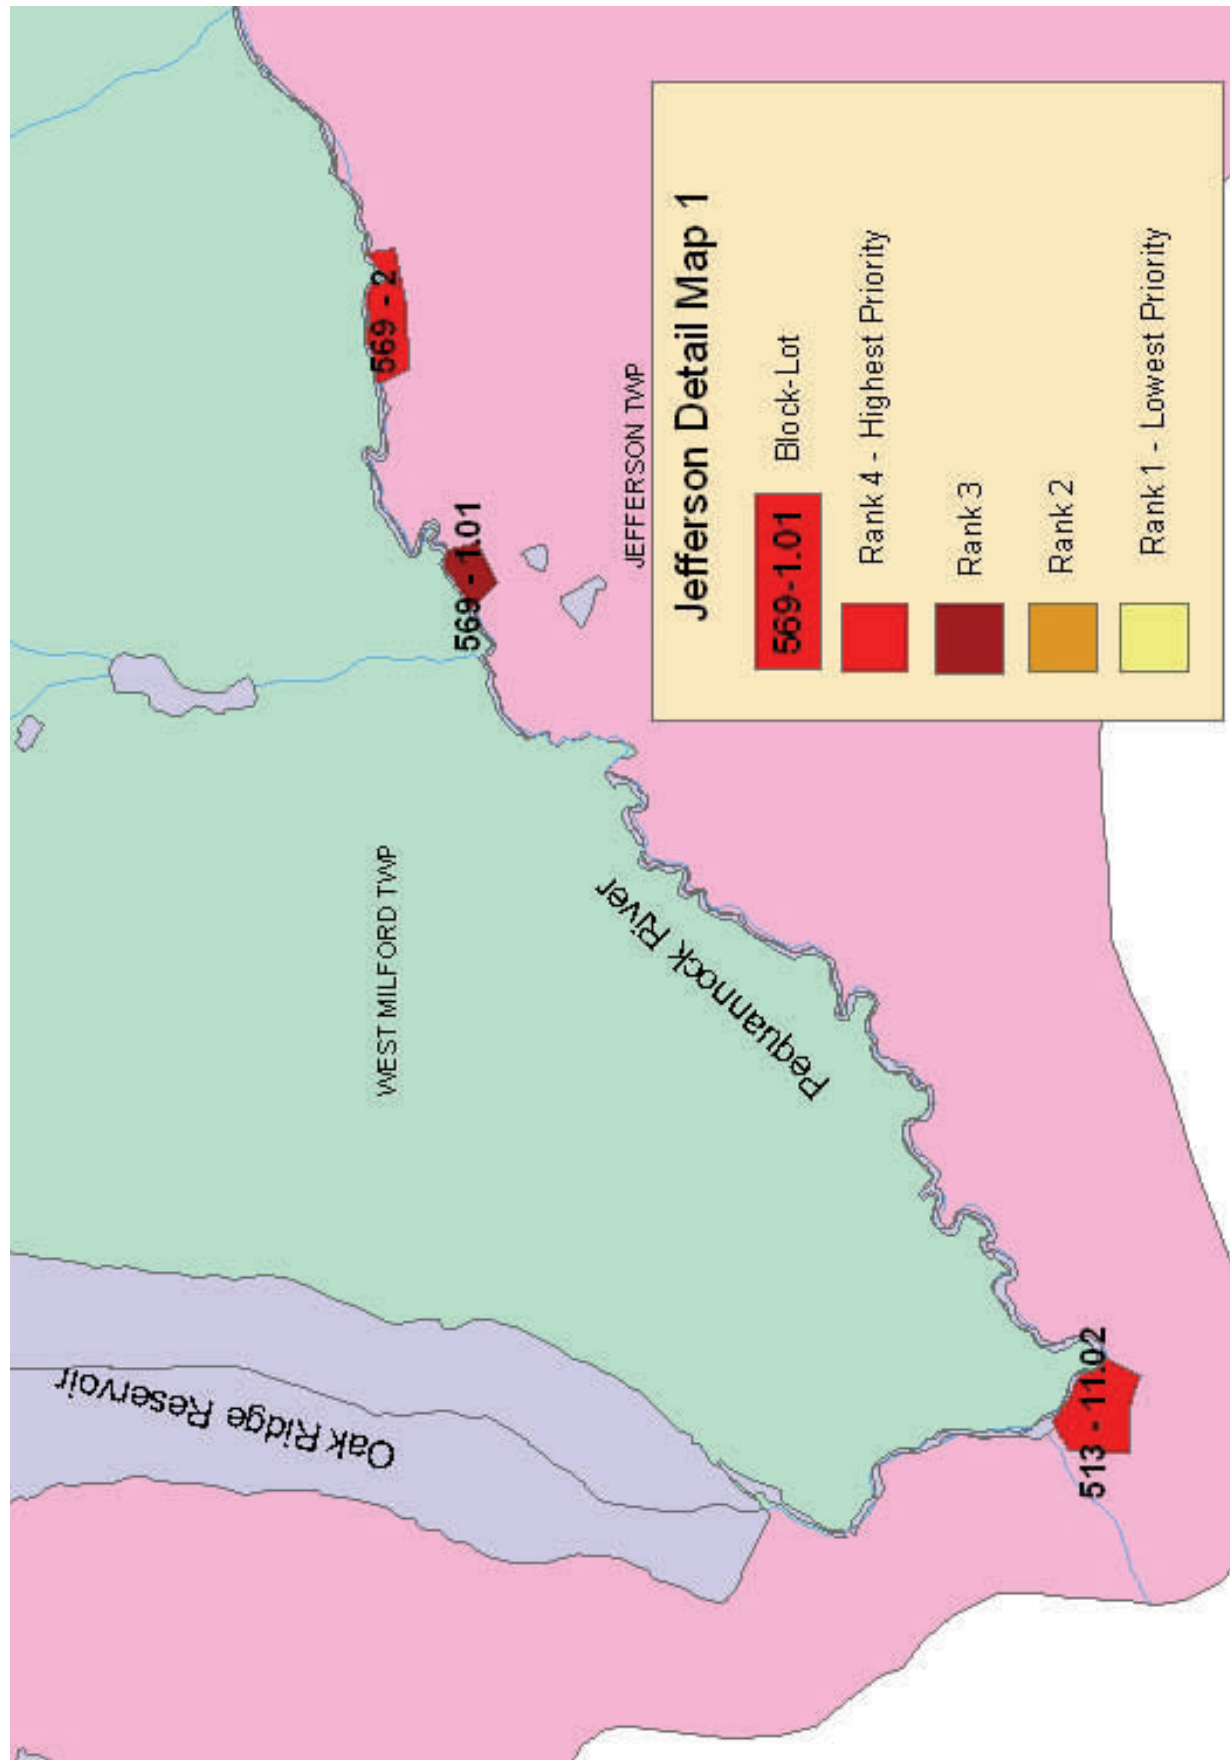 Oak Ridge Reservoir
WEST MILFORD TWP
Pequannock River
569 - 2
569 - 1.01
513 - 11.02
JEFFERSON TWP
Jefferson Detail Map 1
569-1.01 Block-Lot
Rank 4 - Highest Priority
Rank 3
Rank 2
Rank 1 - Lowest Priority